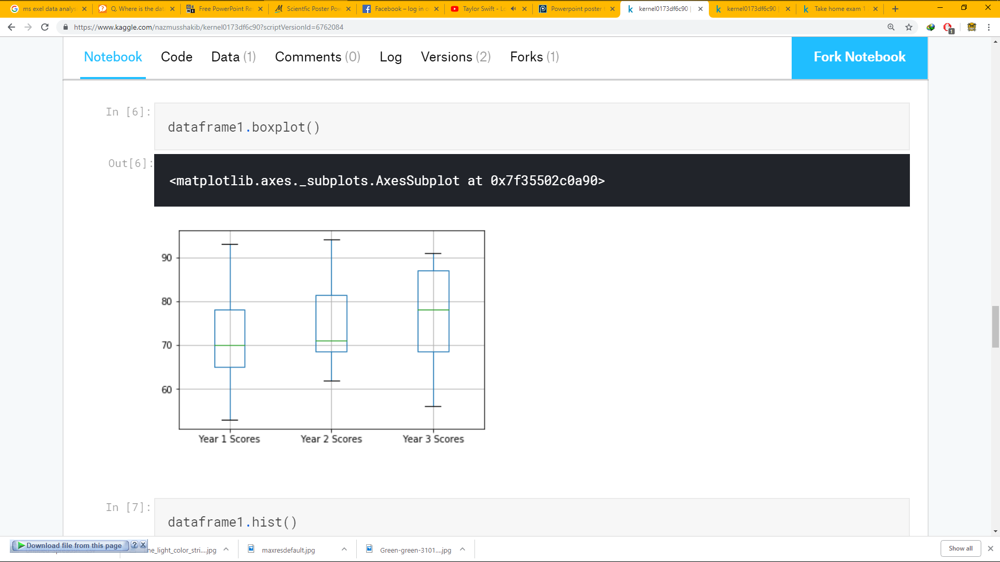 ms exel data analys
Q. Where is the dat
Free PowerPoint Re
Scientfic Poster Pow
Facebook – log in o
Taylor Swift - Lo
Powerpoint poster t
kernel0173df6c90 |
kernel0173df6c90 |
Take home exam 1
https://www.kaggle.com/nazmusshakib/kernel0173df6c90?scriptVersionId=6762084
1
Notebook Code Data (1) Comments (0) Log Versions (2) Forks (1) Fork Notebook
In [6]:
dataframe1.boxplot()
Out[6]:
<matplotlib.axes._subplots.AxesSubplot at 0x7f35502c0a90>
90
80
70
60
Year 1 Scores Year 2 Scores Year 3 Scores
In [7]:
dataframe1.hist()
Download file from this page ?
ne_light_color_stri....jpg
maxresdefault.jpg
Green-green-3101....jpg
Show all